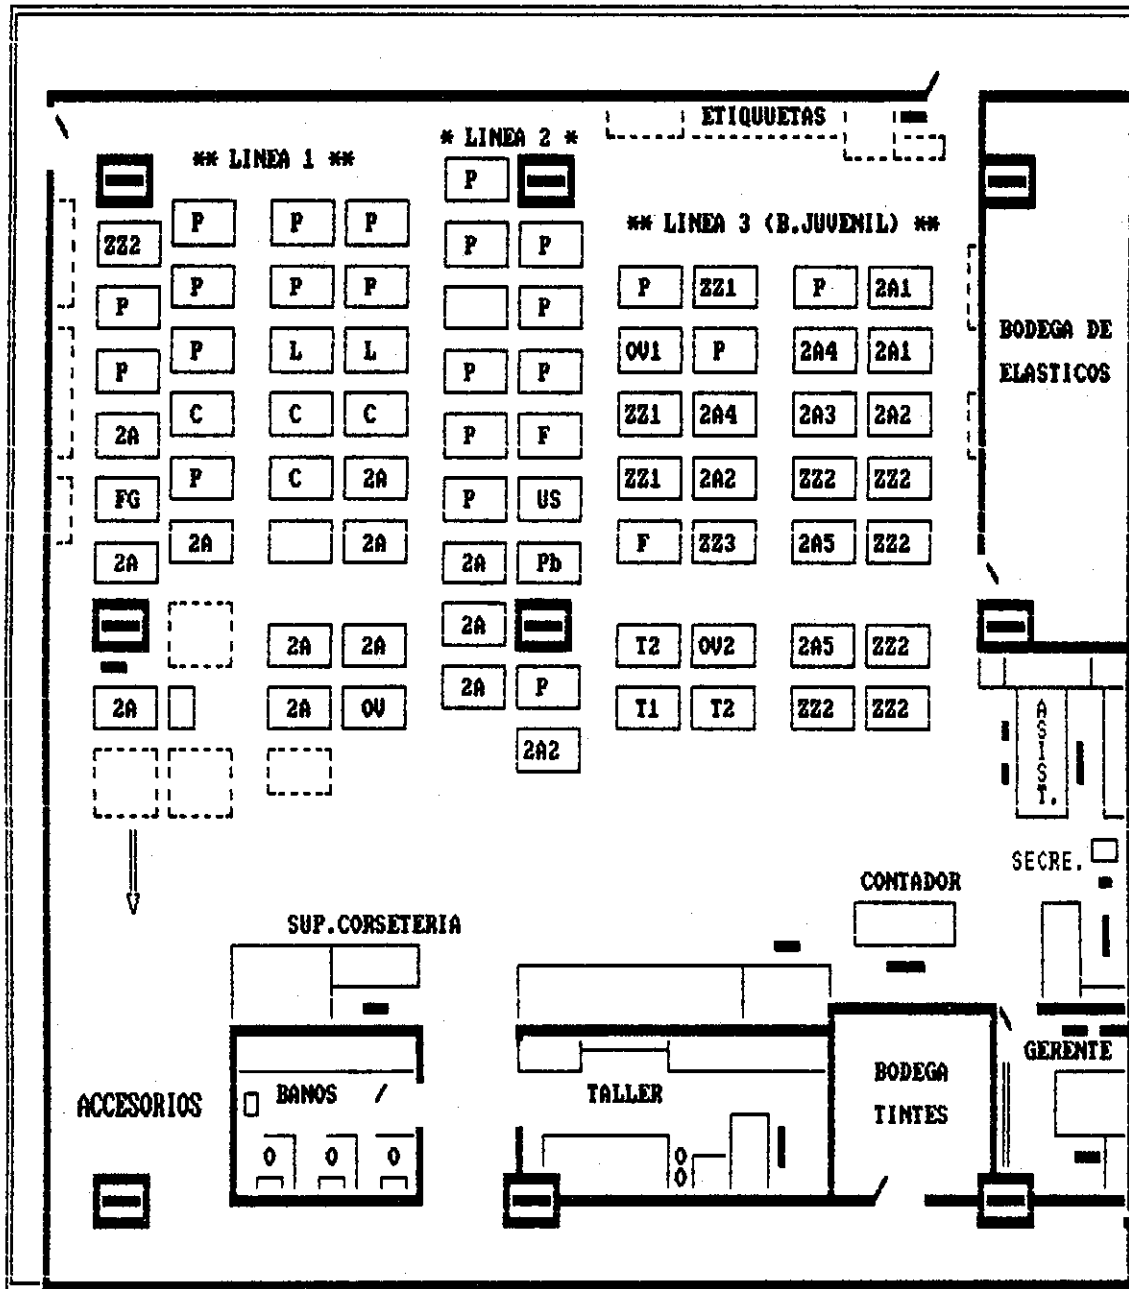 ETIQUUETAS
* LINEA 2 *
** LINEA 1 **
P
P P P
** LINEA 3 (B.JUVENIL) **
ZZ2
P P
P P P
P ZZ1 P 2A1
P
P
BODEGA DE
ELASTICOS
P L L
OV1 P 2A4 2A1
P
P P
C C C
ZZ1 2A4 2A3 2A2
2A
P F
P C 2A
ZZ1 2A2 ZZ2 ZZ2
FG
P US
2A 2A
F ZZ3 2A5 ZZ2
2A
2A Pb
2A
2A 2A
T2 OV2 2A5 ZZ2
2A P
2A
2A OV
T1 T2 ZZ2 ZZ2
ASIST.
2A2
SECRE.
CONTADOR
SUP.CORSETERIA
GERENTE
BODEGA
TINTES
BANOS
TALLER
ACCESORIOS
O O O
O
O